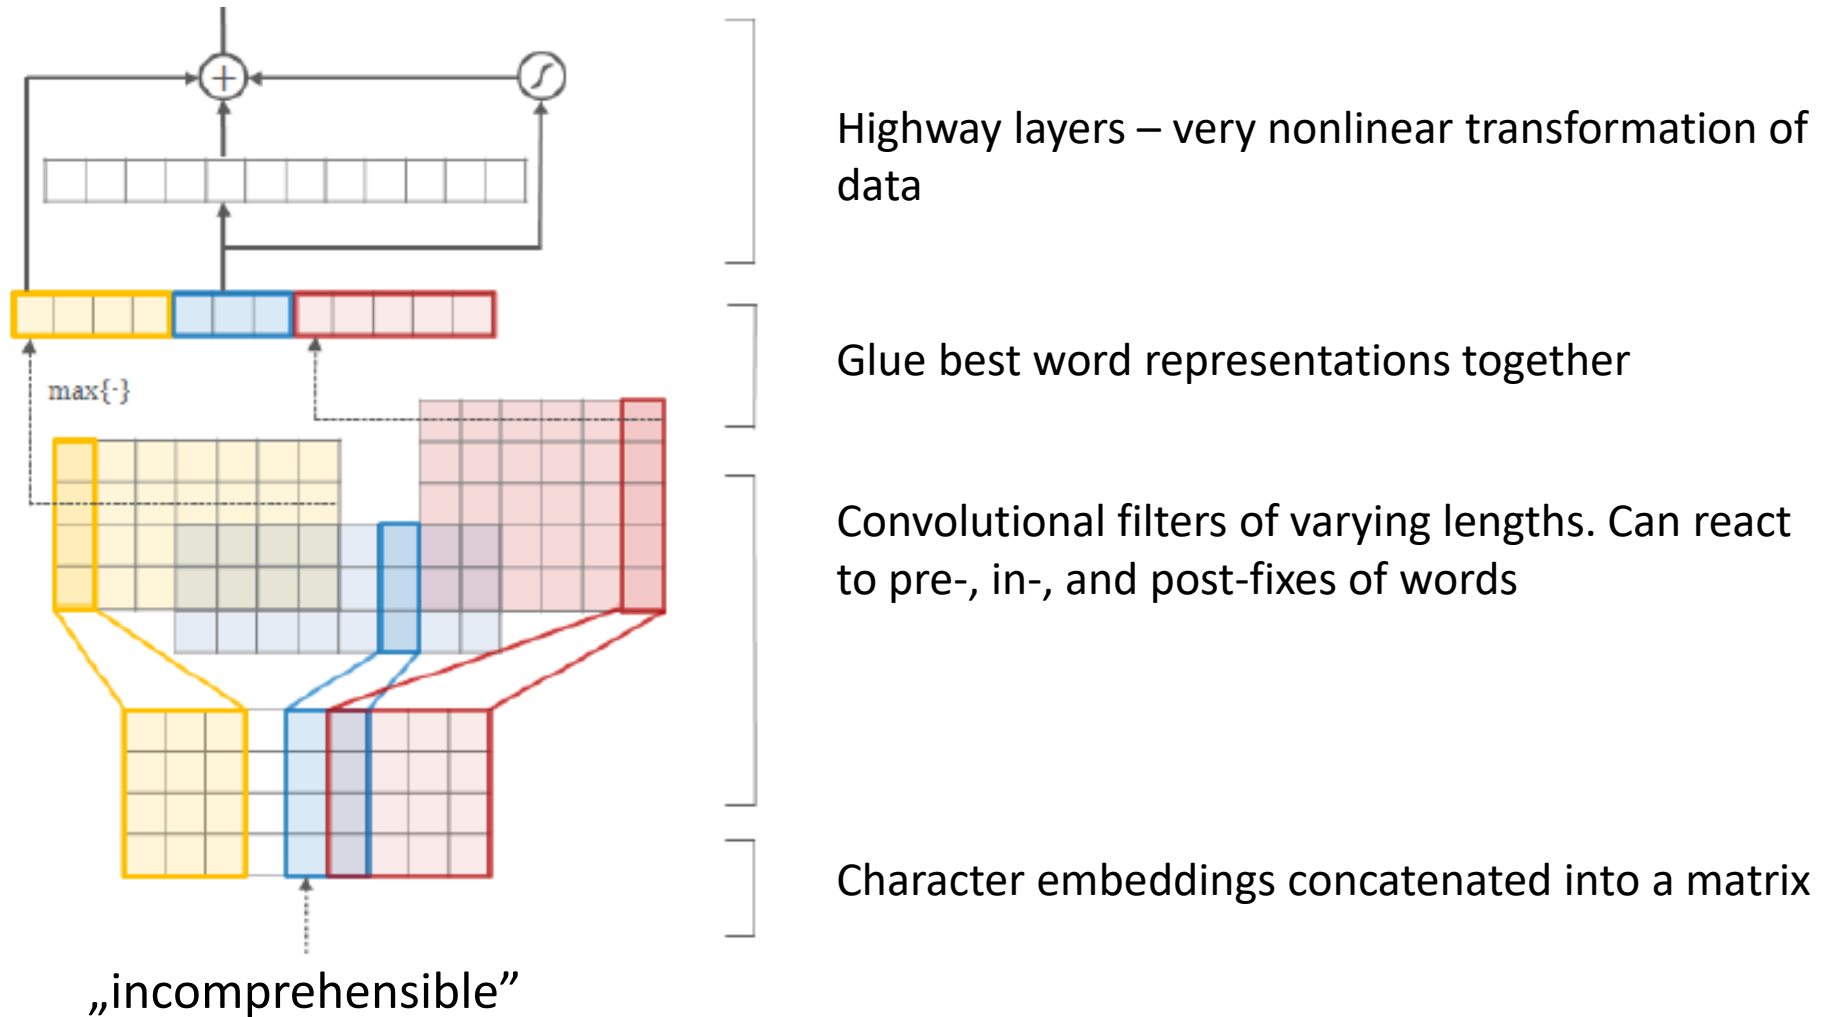 Highway layers – very nonlinear transformation of
data
Glue best word representations together
max{·}
Convolutional filters of varying lengths. Can react
to pre-, in-, and post-fixes of words
Character embeddings concatenated into a matrix
„incomprehensible”